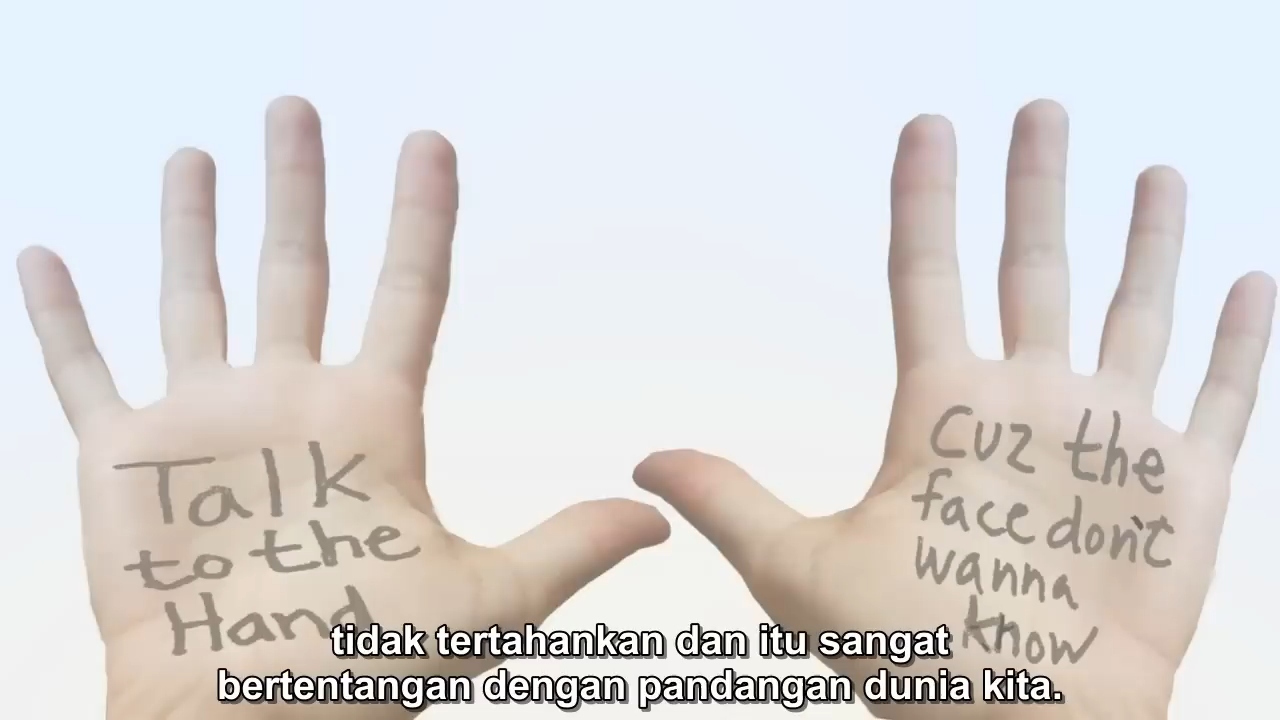 Talk
to the
Hand
Cuz the
face don't
wanna
know
tidak tertahankan dan itu sangat
bertentangan dengan pandangan dunia kita.